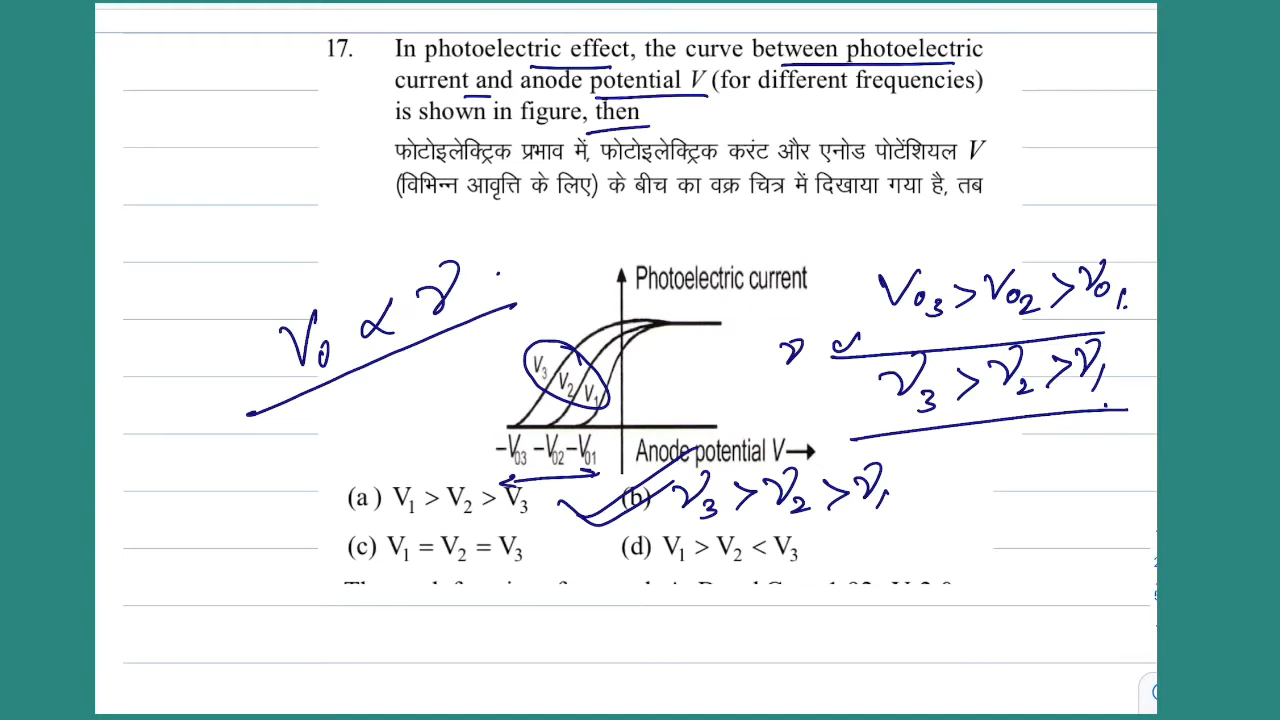 17. In photoelectric effect, the curve between photoelectric
current and anode potential V (for different frequencies)
is shown in figure, then
फोटोइलेक्ट्रिक प्रभाव में, फोटोइलेक्ट्रिक करंट और एनोड पोटेंशियल V
(विभिन्न आवृत्ति के लिए) के बीच का वक्र चित्र में दिखाया गया है, तब
V₀ ∝ ν
Photoelectric current
V₀₃ > V₀₂ > V₀₁
ν
ν₃ > ν₂ > ν₁
V₃ V₂ V₁
–V₀₃ –V₀₂ –V₀₁ Anode potential V→
(a) V₁ > V₂ > V₃ (b) ν₃ > ν₂ > ν₁
(c) V₁ = V₂ = V₃ (d) V₁ > V₂ < V₃